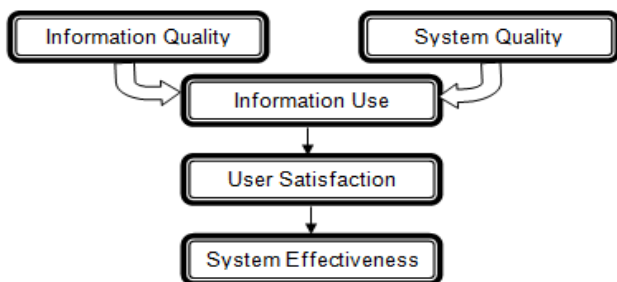 Information Quality
System Quality
Information Use
User Satisfaction
System Effectiveness